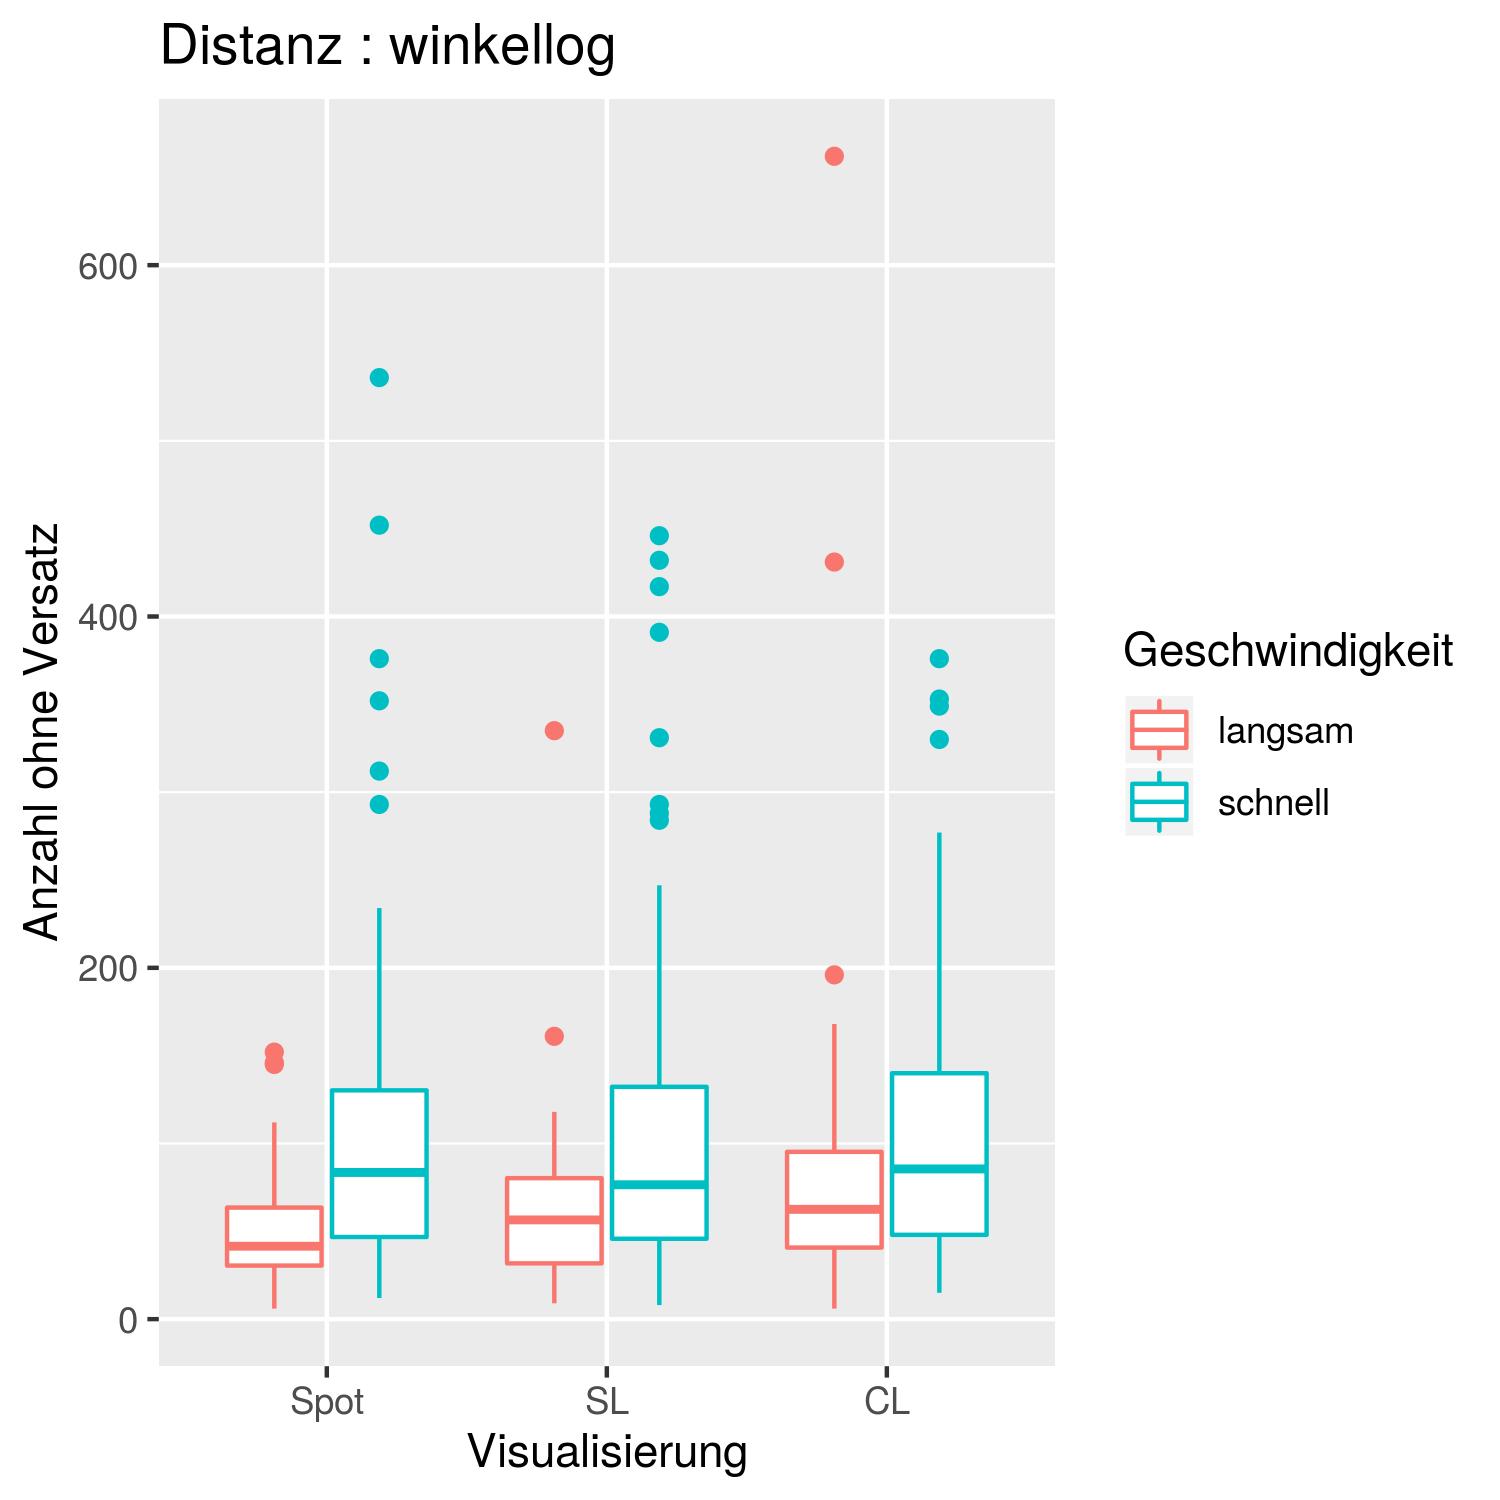 Distanz : winkellog
Anzahl ohne Versatz
600
400
200
0
Spot SL CL
Visualisierung
Geschwindigkeit
langsam
schnell